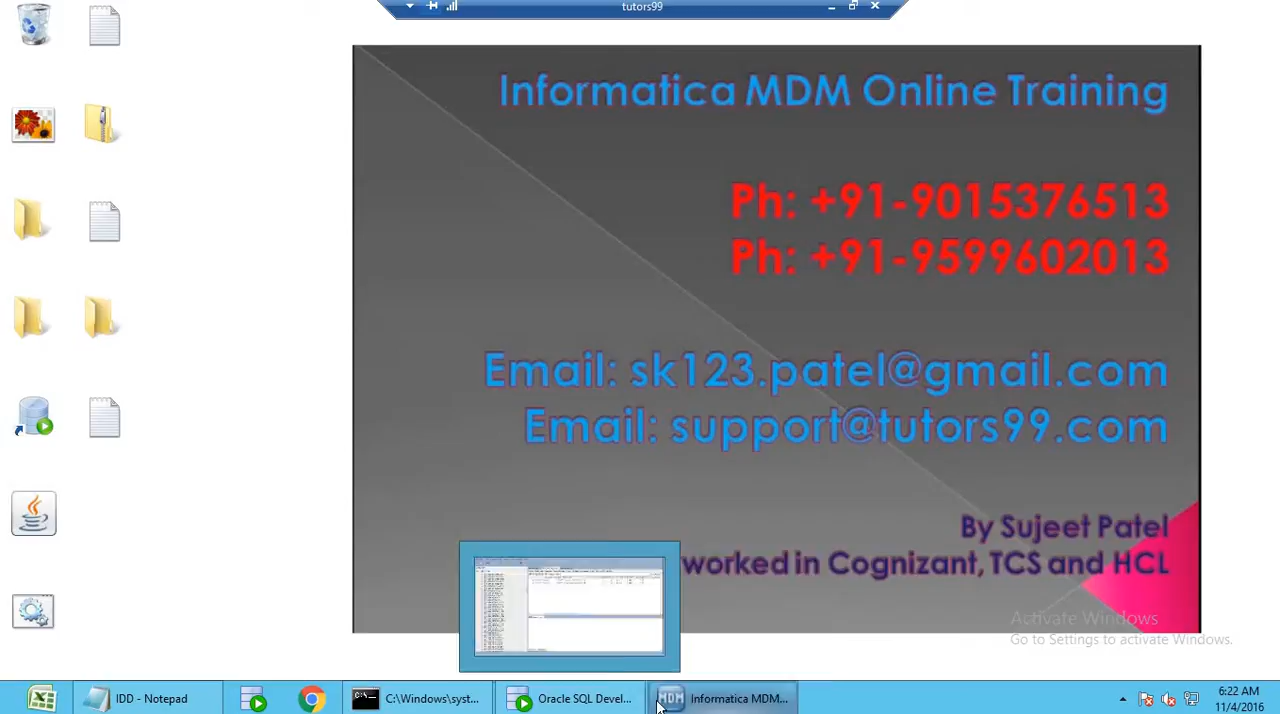 tutors99
Informatica MDM Online Training
Ph: +91-9015376513
Ph: +91-9599602013
Email: sk123.patel@gmail.com
Email: support@tutors99.com
By Sujeet Patel
worked in Cognizant, TCS and HCL
Activate Windows
Go to Settings to activate Windows.
IDD - Notepad
C:\Windows\syst...
Oracle SQL Devel...
MDM
Informatica MDM...
6:22 AM
11/4/2016